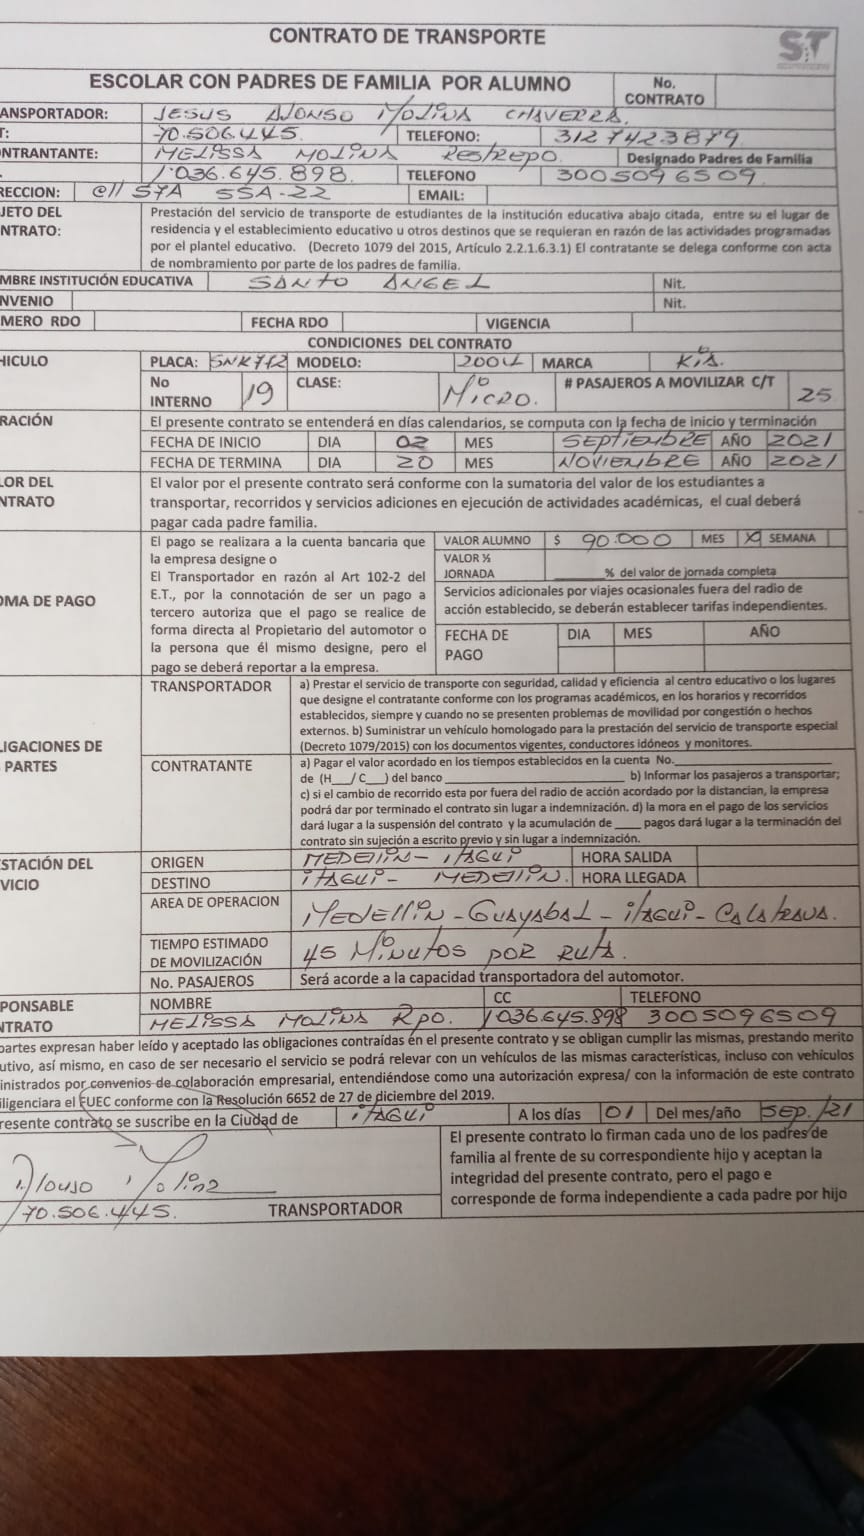 CONTRATO DE TRANSPORTE
ST
ESCOLAR CON PADRES DE FAMILIA POR ALUMNO No. CONTRATO
ANSPORTADOR: JESUS ALONSO MOLINA CHAVERRA.
T: 70.506.445. TELEFONO: 3127423879
NTRANTANTE: MELISSA MOLINA REStREPO. Designado Padres de Familia
1.036.645.898. TELEFONO 3005096509
RECCION: Cll 57A 55A-22 EMAIL:
JETO DEL NTRATO: Prestación del servicio de transporte de estudiantes de la institución educativa abajo citada, entre su el lugar de
residencia y el establecimiento educativo u otros destinos que se requieran en razón de las actividades programadas
por el plantel educativo. (Decreto 1079 del 2015, Artículo 2.2.1.6.3.1) El contratante se delega conforme con acta
de nombramiento por parte de los padres de familia.
MBRE INSTITUCIÓN EDUCATIVA SANtO ANGEL Nit.
NVENIO Nit.
MERO RDO FECHA RDO VIGENCIA
CONDICIONES DEL CONTRATO
HICULO PLACA: MODELO: 2004 MARCA KiA.
No INTERNO 19 CLASE: MiCRO. # PASAJEROS A MOVILIZAR C/T 25
RACIÓN El presente contrato se entenderá en días calendarios, se computa con la fecha de inicio y terminación
FECHA DE INICIO DIA 02 MES SEPTIEMBRE AÑO 2021
FECHA DE TERMINA DIA 20 MES NOVIEMBRE AÑO 2021
LOR DEL NTRATO El valor por el presente contrato será conforme con la sumatoria del valor de los estudiantes a
transportar, recorridos y servicios adiciones en ejecución de actividades académicas, el cual deberá
pagar cada padre familia.
OMA DE PAGO
El pago se realizara a la cuenta bancaria que
la empresa designe o
El Transportador en razón al Art 102-2 del
E.T., por la connotación de ser un pago a
tercero autoriza que el pago se realice de
forma directa al Propietario del automotor o
la persona que él mismo designe, pero el
pago se deberá reportar a la empresa.
VALOR ALUMNO $ 90.000 MES X SEMANA
VALOR ½
JORNADA ______% del valor de jornada completa
Servicios adicionales por viajes ocasionales fuera del radio de
acción establecido, se deberán establecer tarifas independientes.
FECHA DE PAGO DIA MES AÑO
LIGACIONES DE PARTES
TRANSPORTADOR a) Prestar el servicio de transporte con seguridad, calidad y eficiencia al centro educativo o los lugares
que designe el contratante conforme con los programas académicos, en los horarios y recorridos
establecidos, siempre y cuando no se presenten problemas de movilidad por congestión o hechos
externos. b) Suministrar un vehículo homologado para la prestación del servicio de transporte especial
(Decreto 1079/2015) con los documentos vigentes, conductores idóneos y monitores.
CONTRATANTE a) Pagar el valor acordado en los tiempos establecidos en la cuenta No.______
de (H___/ C___) del banco ______ b) Informar los pasajeros a transportar;
c) si el cambio de recorrido esta por fuera del radio de acción acordado por la distancian, la empresa
podrá dar por terminado el contrato sin lugar a indemnización. d) la mora en el pago de los servicios
dará lugar a la suspensión del contrato y la acumulación de ____ pagos dará lugar a la terminación del
contrato sin sujeción a escrito previo y sin lugar a indemnización.
ESTACIÓN DEL VICIO
ORIGEN MEDELLIN - ITAGUI HORA SALIDA
DESTINO ITAGUI - MEDELLIN. HORA LLEGADA
AREA DE OPERACION MEDELLIN - GUAYABAL - ITAGUI - CALATRAVA.
TIEMPO ESTIMADO
DE MOVILIZACIÓN 45 MINUtOS POR RUtA.
No. PASAJEROS Será acorde a la capacidad transportadora del automotor.
PONSABLE NTRATO NOMBRE CC TELEFONO
MELISSA MOLINA Rpo. 1036.645.898 3005096509
partes expresan haber leído y aceptado las obligaciones contraídas en el presente contrato y se obligan cumplir las mismas, prestando merito
utivo, así mismo, en caso de ser necesario el servicio se podrá relevar con un vehículos de las mismas características, incluso con vehículos
inistrados por convenios de colaboración empresarial, entendiéndose como una autorización expresa/ con la información de este contrato
iligenciara el FUEC conforme con la Resolución 6652 de 27 de diciembre del 2019.
resente contrato se suscribe en la Ciudad de ITAGUI A los días 01 Del mes/año SEP. /21
Alonso Molina
70.506.445. TRANSPORTADOR
El presente contrato lo firman cada uno de los padres de
familia al frente de su correspondiente hijo y aceptan la
integridad del presente contrato, pero el pago e
corresponde de forma independiente a cada padre por hijo